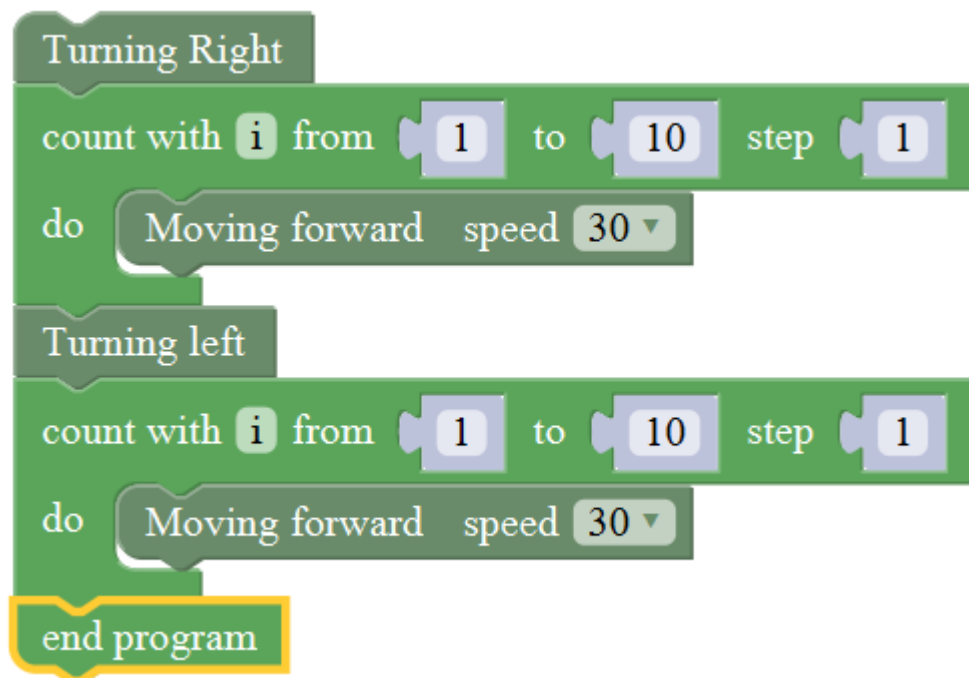 Turning Right
count with i from 1 to 10 step 1
do Moving forward speed 30
Turning left
count with i from 1 to 10 step 1
do Moving forward speed 30
end program